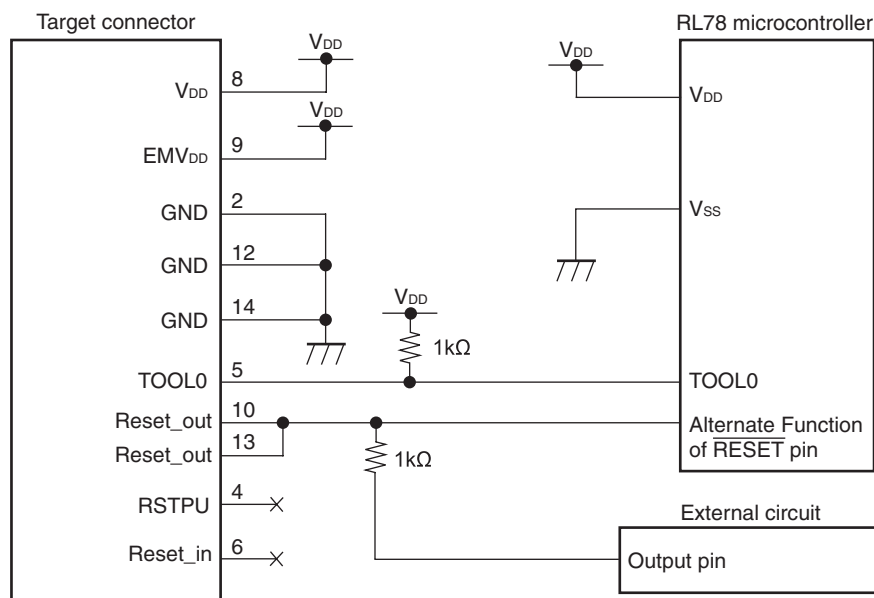 Target connector
RL78 microcontroller
VDD
VDD
8
VDD
VDD
VDD
9
EMVDD
2
GND
VSS
12
GND
14
GND
VDD
1kΩ
5
TOOL0
TOOL0
10
Reset_out
Alternate Function
of RESET pin
13
Reset_out
1kΩ
4
RSTPU
External circuit
6
Reset_in
Output pin